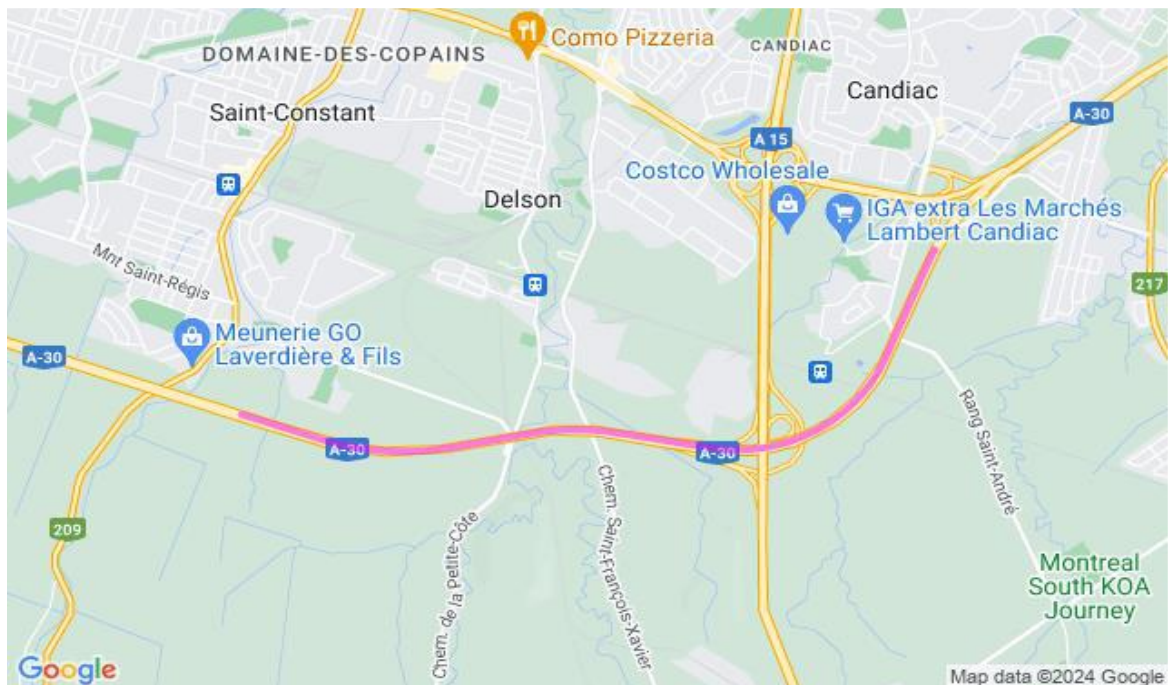 Como Pizzeria
CANDIAC
DOMAINE-DES-COPAINS
Candiac
Saint-Constant
A-30
A 15
Costco Wholesale
Delson
IGA extra Les Marchés
Lambert Candiac
Mnt Saint-Régis
217
Meunerie GO
Laverdière & Fils
A-30
A-30
A-30
Rang Saint-André
Chem. Saint-François-Xavier
209
Chem. de la Petite-Côte
Montreal
South KOA
Journey
Google
Map data ©2024 Google